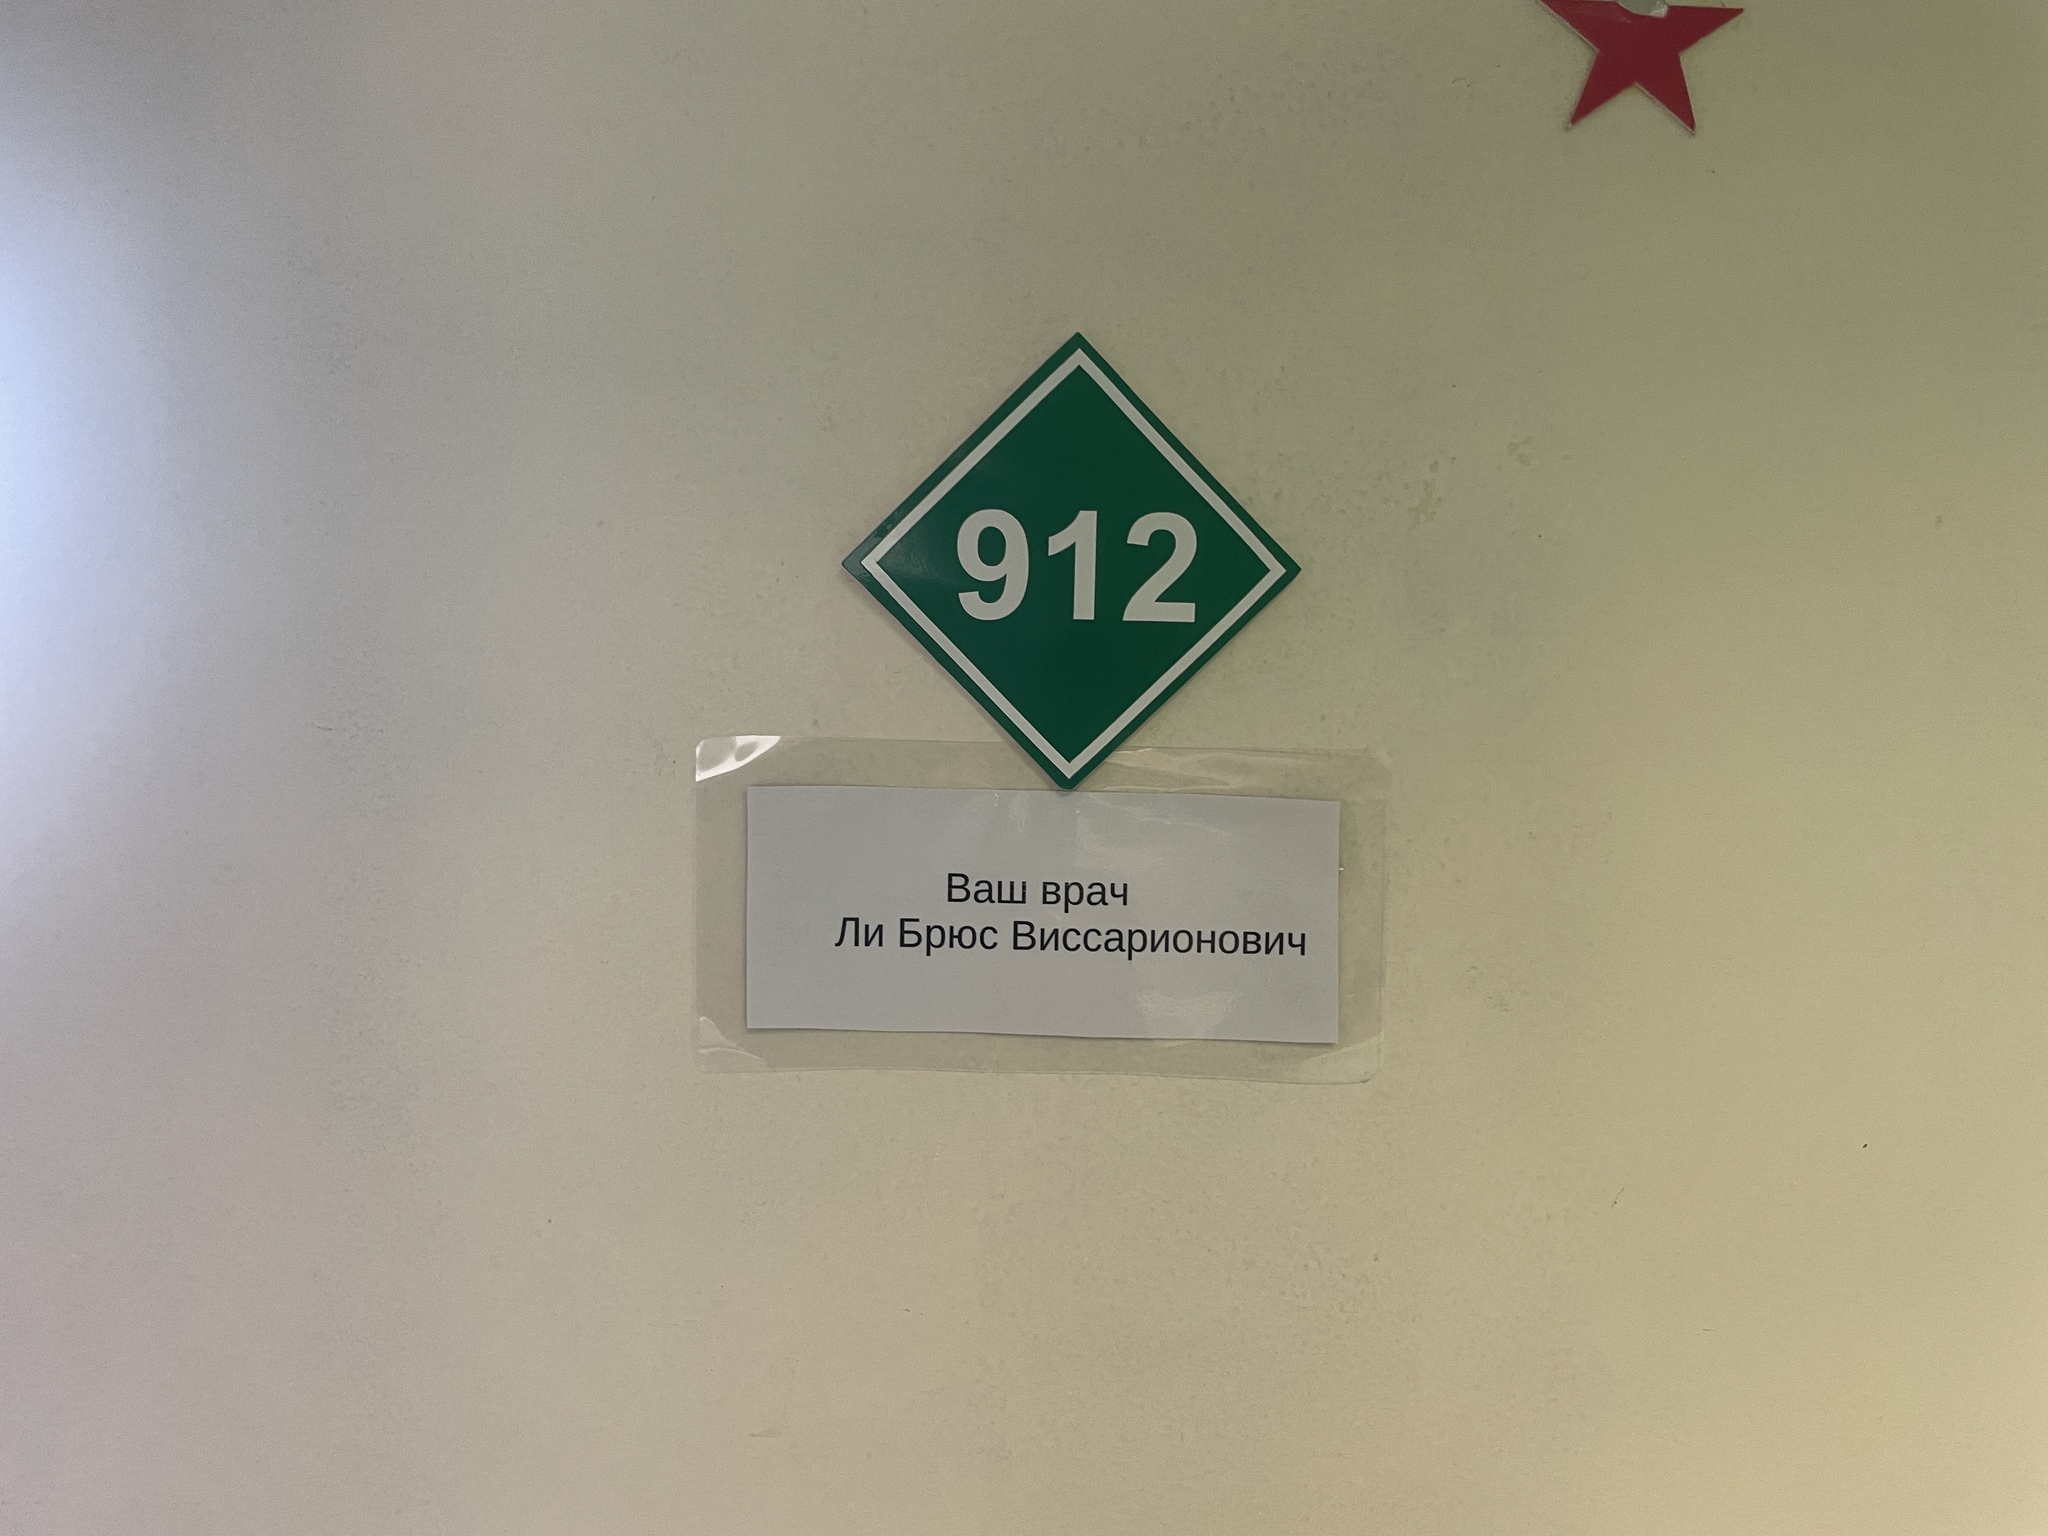 912
Ваш врач
Ли Брюс Виссарионович